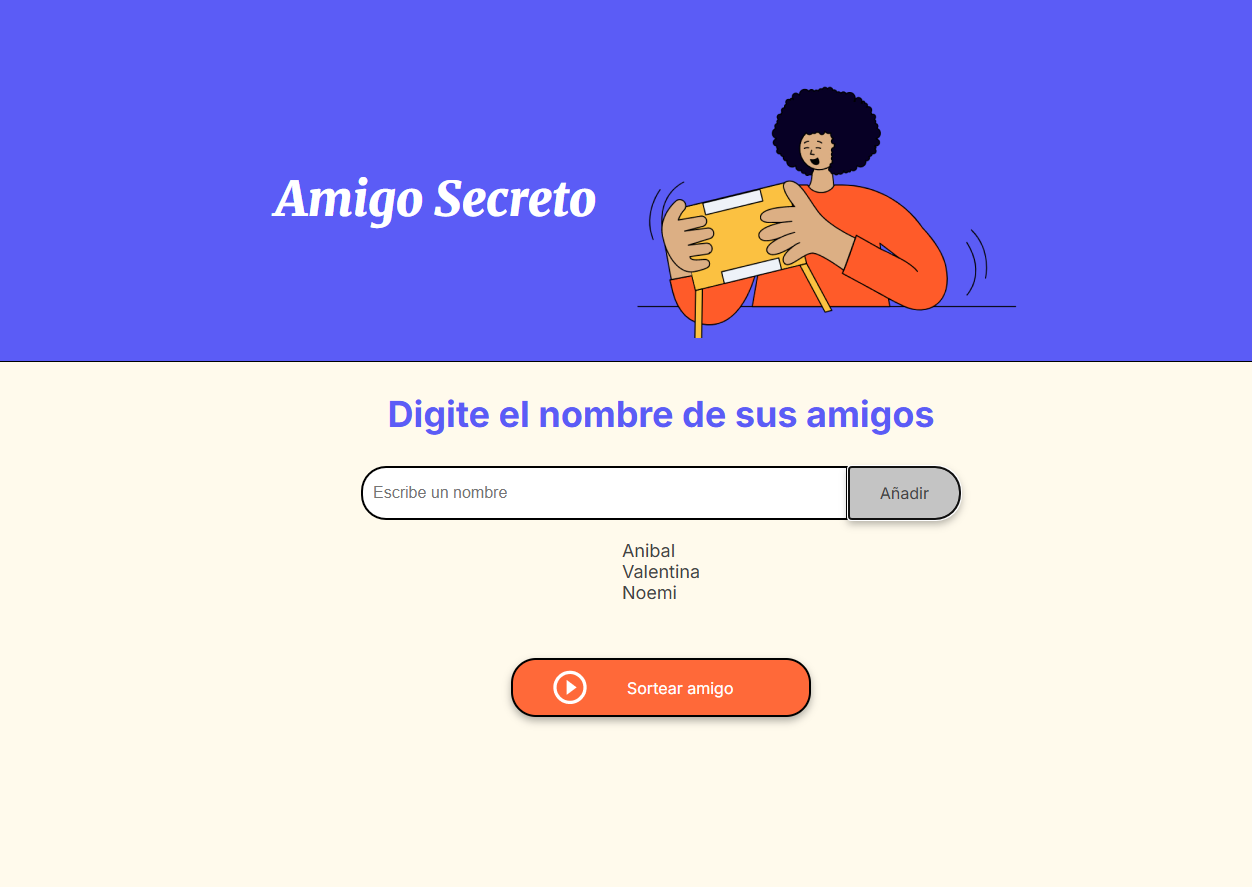 Amigo Secreto
Digite el nombre de sus amigos
Escribe un nombre
Añadir
Anibal
Valentina
Noemi
Sortear amigo